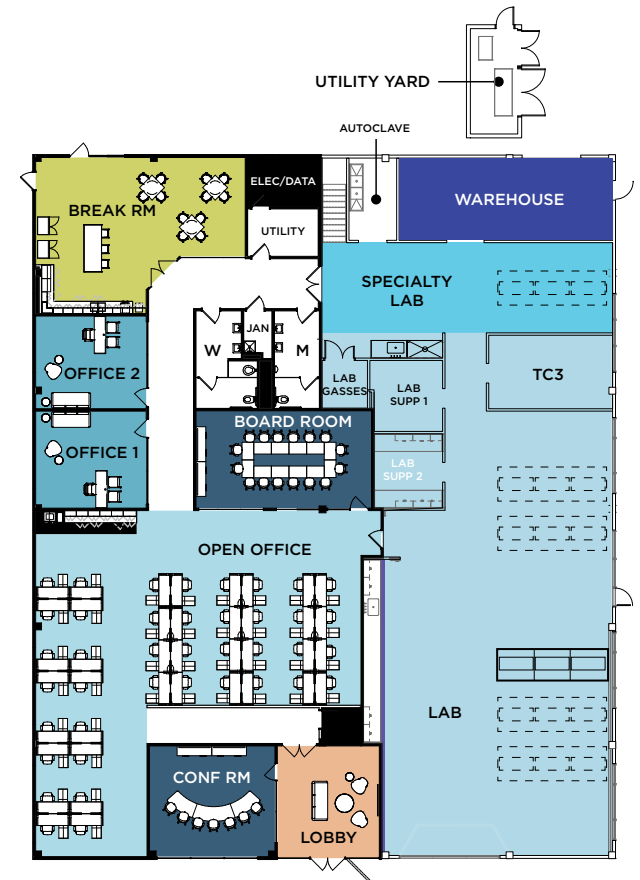 UTILITY YARD
AUTOCLAVE
ELEC/DATA
WAREHOUSE
BREAK RM
UTILITY
SPECIALTY
LAB
JAN
W
M
OFFICE 2
LAB
GASSES
LAB
SUPP 1
TC3
BOARD ROOM
OFFICE 1
LAB
SUPP 2
OPEN OFFICE
LAB
CONF RM
LOBBY